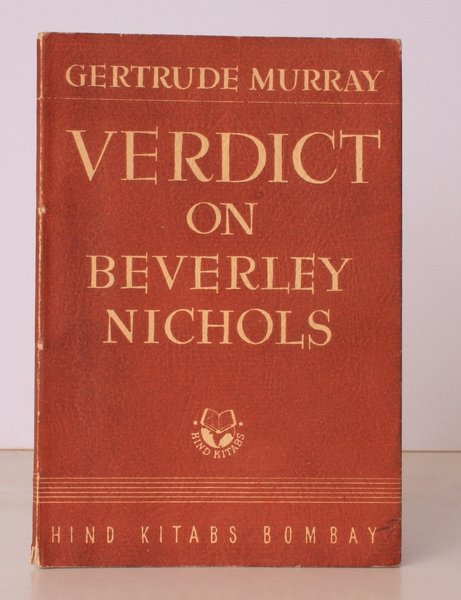 GERTRUDE MURRAY
VERDICT
ON
BEVERLEY
NICHOLS
HIND KITABS
HIND KITABS BOMBAY